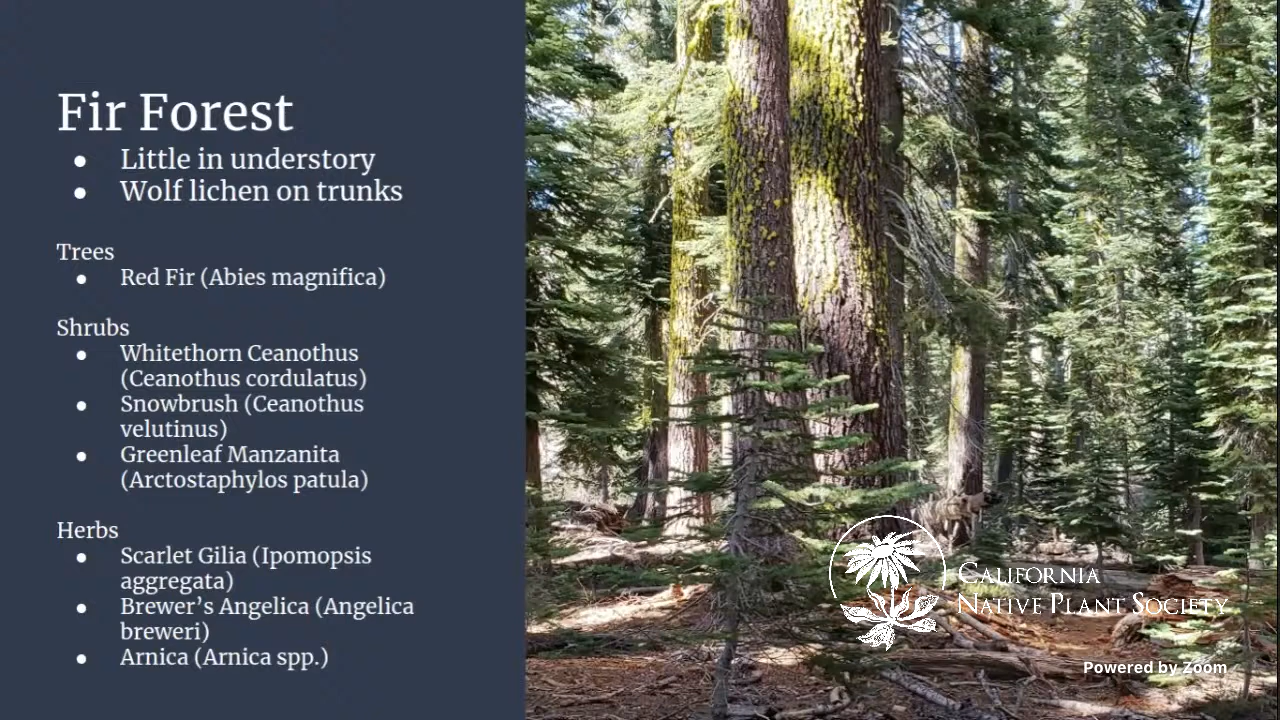 Fir Forest
● Little in understory
● Wolf lichen on trunks
Trees
● Red Fir (Abies magnifica)
Shrubs
● Whitethorn Ceanothus
(Ceanothus cordulatus)
● Snowbrush (Ceanothus
velutinus)
● Greenleaf Manzanita
(Arctostaphylos patula)
Herbs
● Scarlet Gilia (Ipomopsis
aggregata)
● Brewer’s Angelica (Angelica
breweri)
● Arnica (Arnica spp.)
California
Native Plant Society
Powered by Zoom